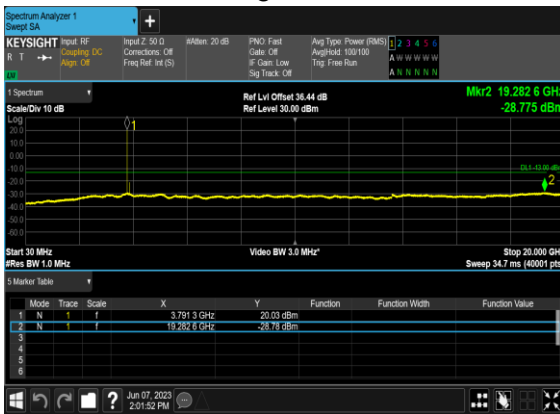 Spectrum Analyzer 1
Swept SA
KEYSIGHT
R T
LV
Input: RF
Coupling: DC
Align: Off
Input Z: 50 Ω
Corrections: Off
Freq Ref: Int (S)
#Atten: 20 dB
PNO: Fast
Gate: Off
IF Gain: Low
Sig Track: Off
Avg Type: Power (RMS)
Avg|Hold: 100/100
Trig: Free Run
1 2 3 4 5 6
A W W W W W
A N N N N N
1 Spectrum
Scale/Div 10 dB
Ref Lvl Offset 36.44 dB
Ref Level 30.00 dBm
Mkr2 19.282 6 GHz
-28.775 dBm
Log
20.0
10.0
0.00
-10.0
-20.0
-30.0
-40.0
-50.0
-60.0
1
DL1 -13.00 dBm
2
Start 30 MHz
#Res BW 1.0 MHz
Video BW 3.0 MHz*
Stop 20.000 GHz
Sweep 34.7 ms (40001 pts)
5 Marker Table
Mode Trace Scale X Y Function Function Width Function Value
1 N 1 f 3.791 3 GHz 20.03 dBm
2 N 1 f 19.282 6 GHz -28.78 dBm
3
4
5
6
?
Jun 07, 2023
2:01:52 PM